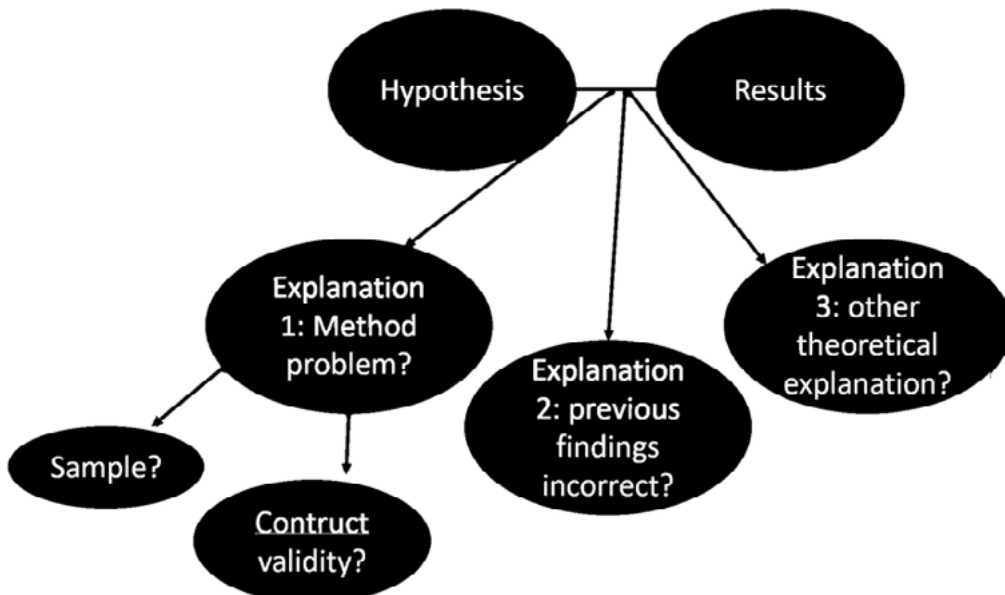 Hypothesis
Results
Explanation
1: Method
problem?
Explanation
2: previous
findings
incorrect?
Explanation
3: other
theoretical
explanation?
Sample?
Contruct
validity?